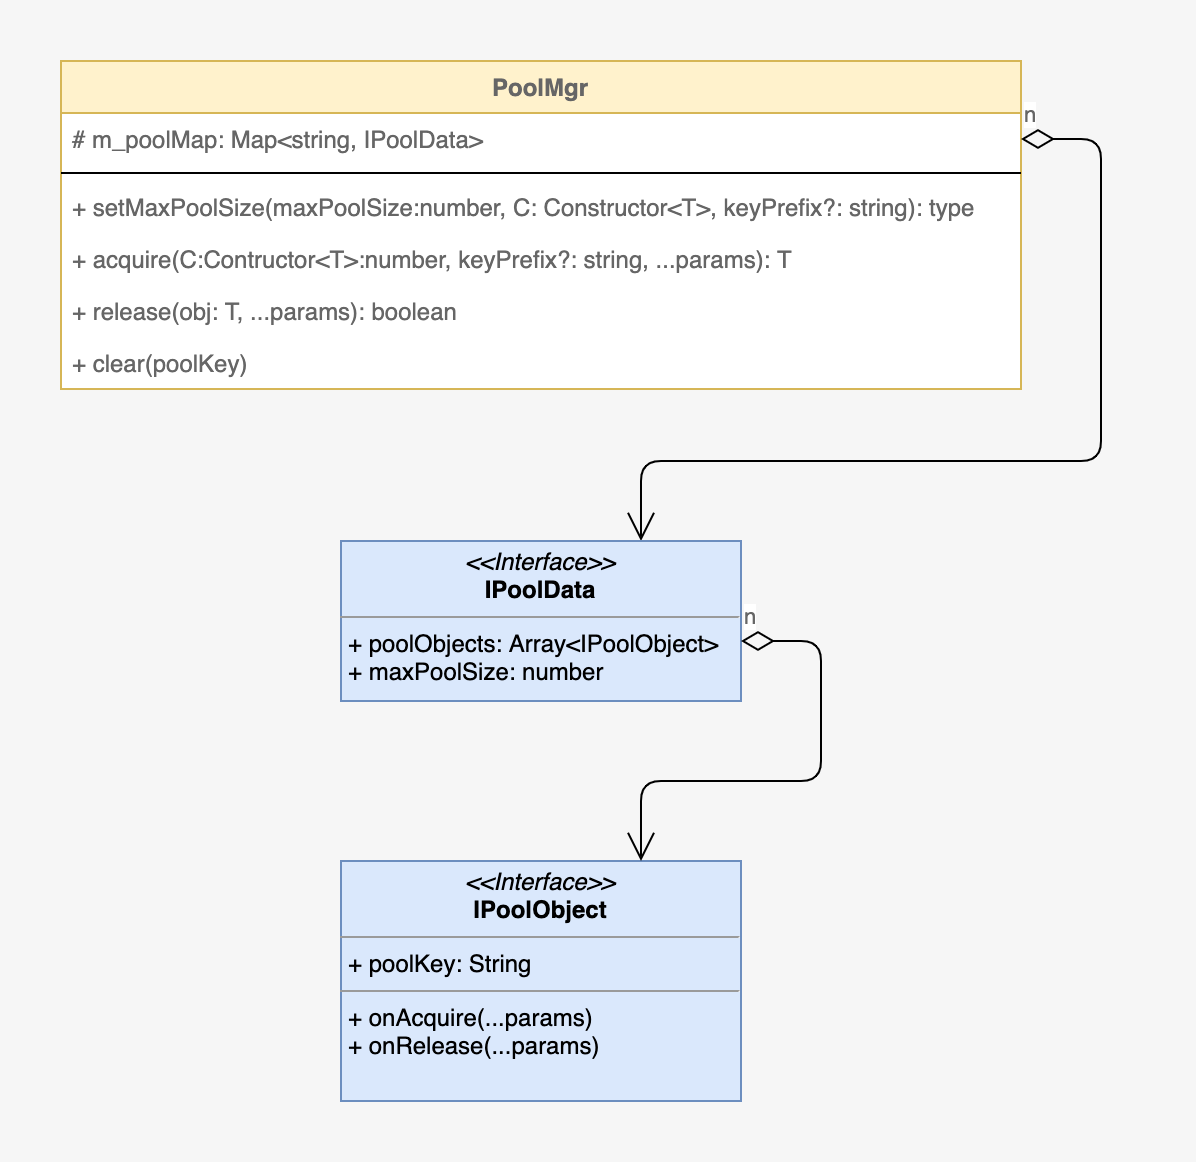 PoolMgr
# m_poolMap: Map<string, IPoolData>
n
+ setMaxPoolSize(maxPoolSize:number, C: Constructor<T>, keyPrefix?: string): type
+ acquire(C:Contructor<T>:number, keyPrefix?: string, ...params): T
+ release(obj: T, ...params): boolean
+ clear(poolKey)
<<Interface>>
IPoolData
n
+ poolObjects: Array<IPoolObject>
+ maxPoolSize: number
<<Interface>>
IPoolObject
+ poolKey: String
+ onAcquire(...params)
+ onRelease(...params)